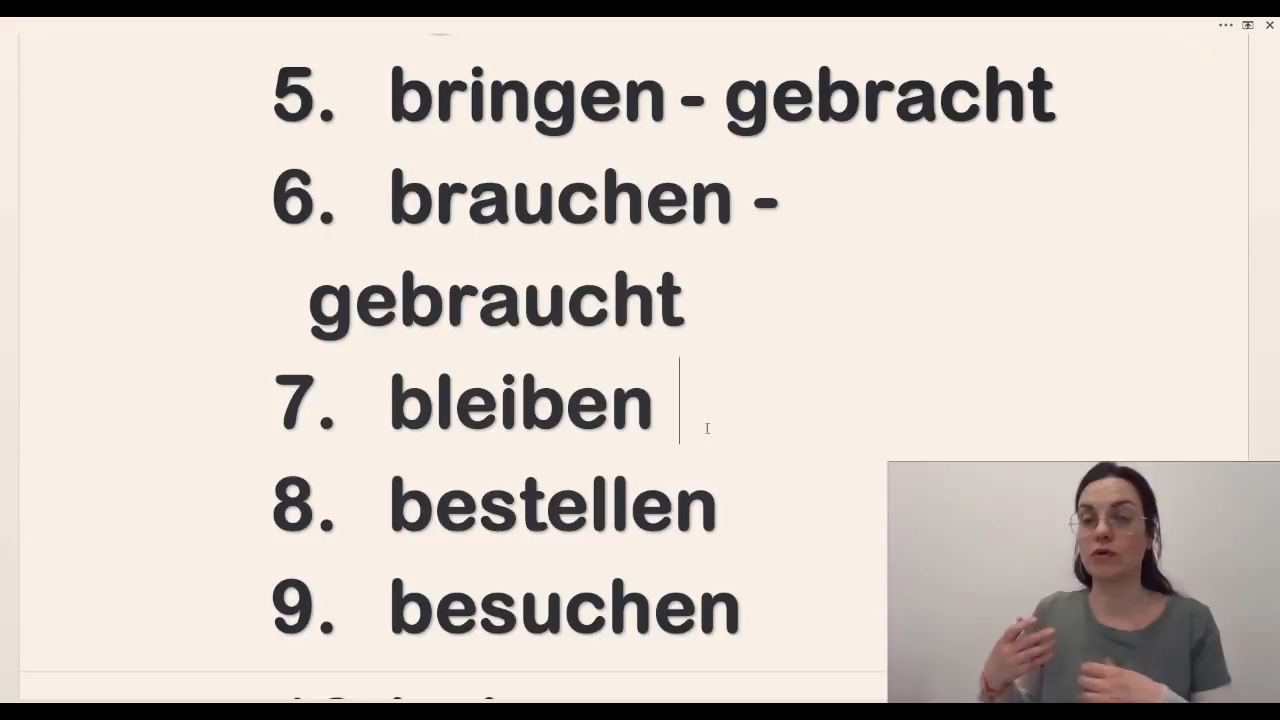 5. bringen - gebracht
6. brauchen -
gebraucht
7. bleiben
8. bestellen
9. besuchen